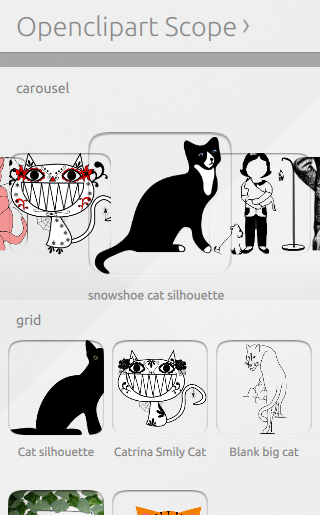 Openclipart Scope ›
carousel
snowshoe cat silhouette
grid
Cat silhouette
Catrina Smily Cat
Blank big cat